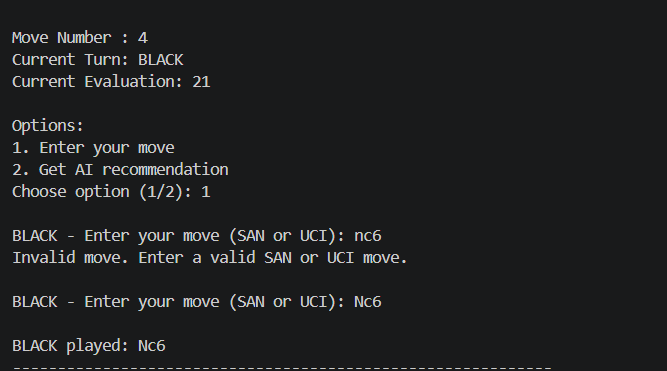 Move Number : 4
Current Turn: BLACK
Current Evaluation: 21
Options:
1. Enter your move
2. Get AI recommendation
Choose option (1/2): 1
BLACK - Enter your move (SAN or UCI): nc6
Invalid move. Enter a valid SAN or UCI move.
BLACK - Enter your move (SAN or UCI): Nc6
BLACK played: Nc6
------------------------------------------------------------